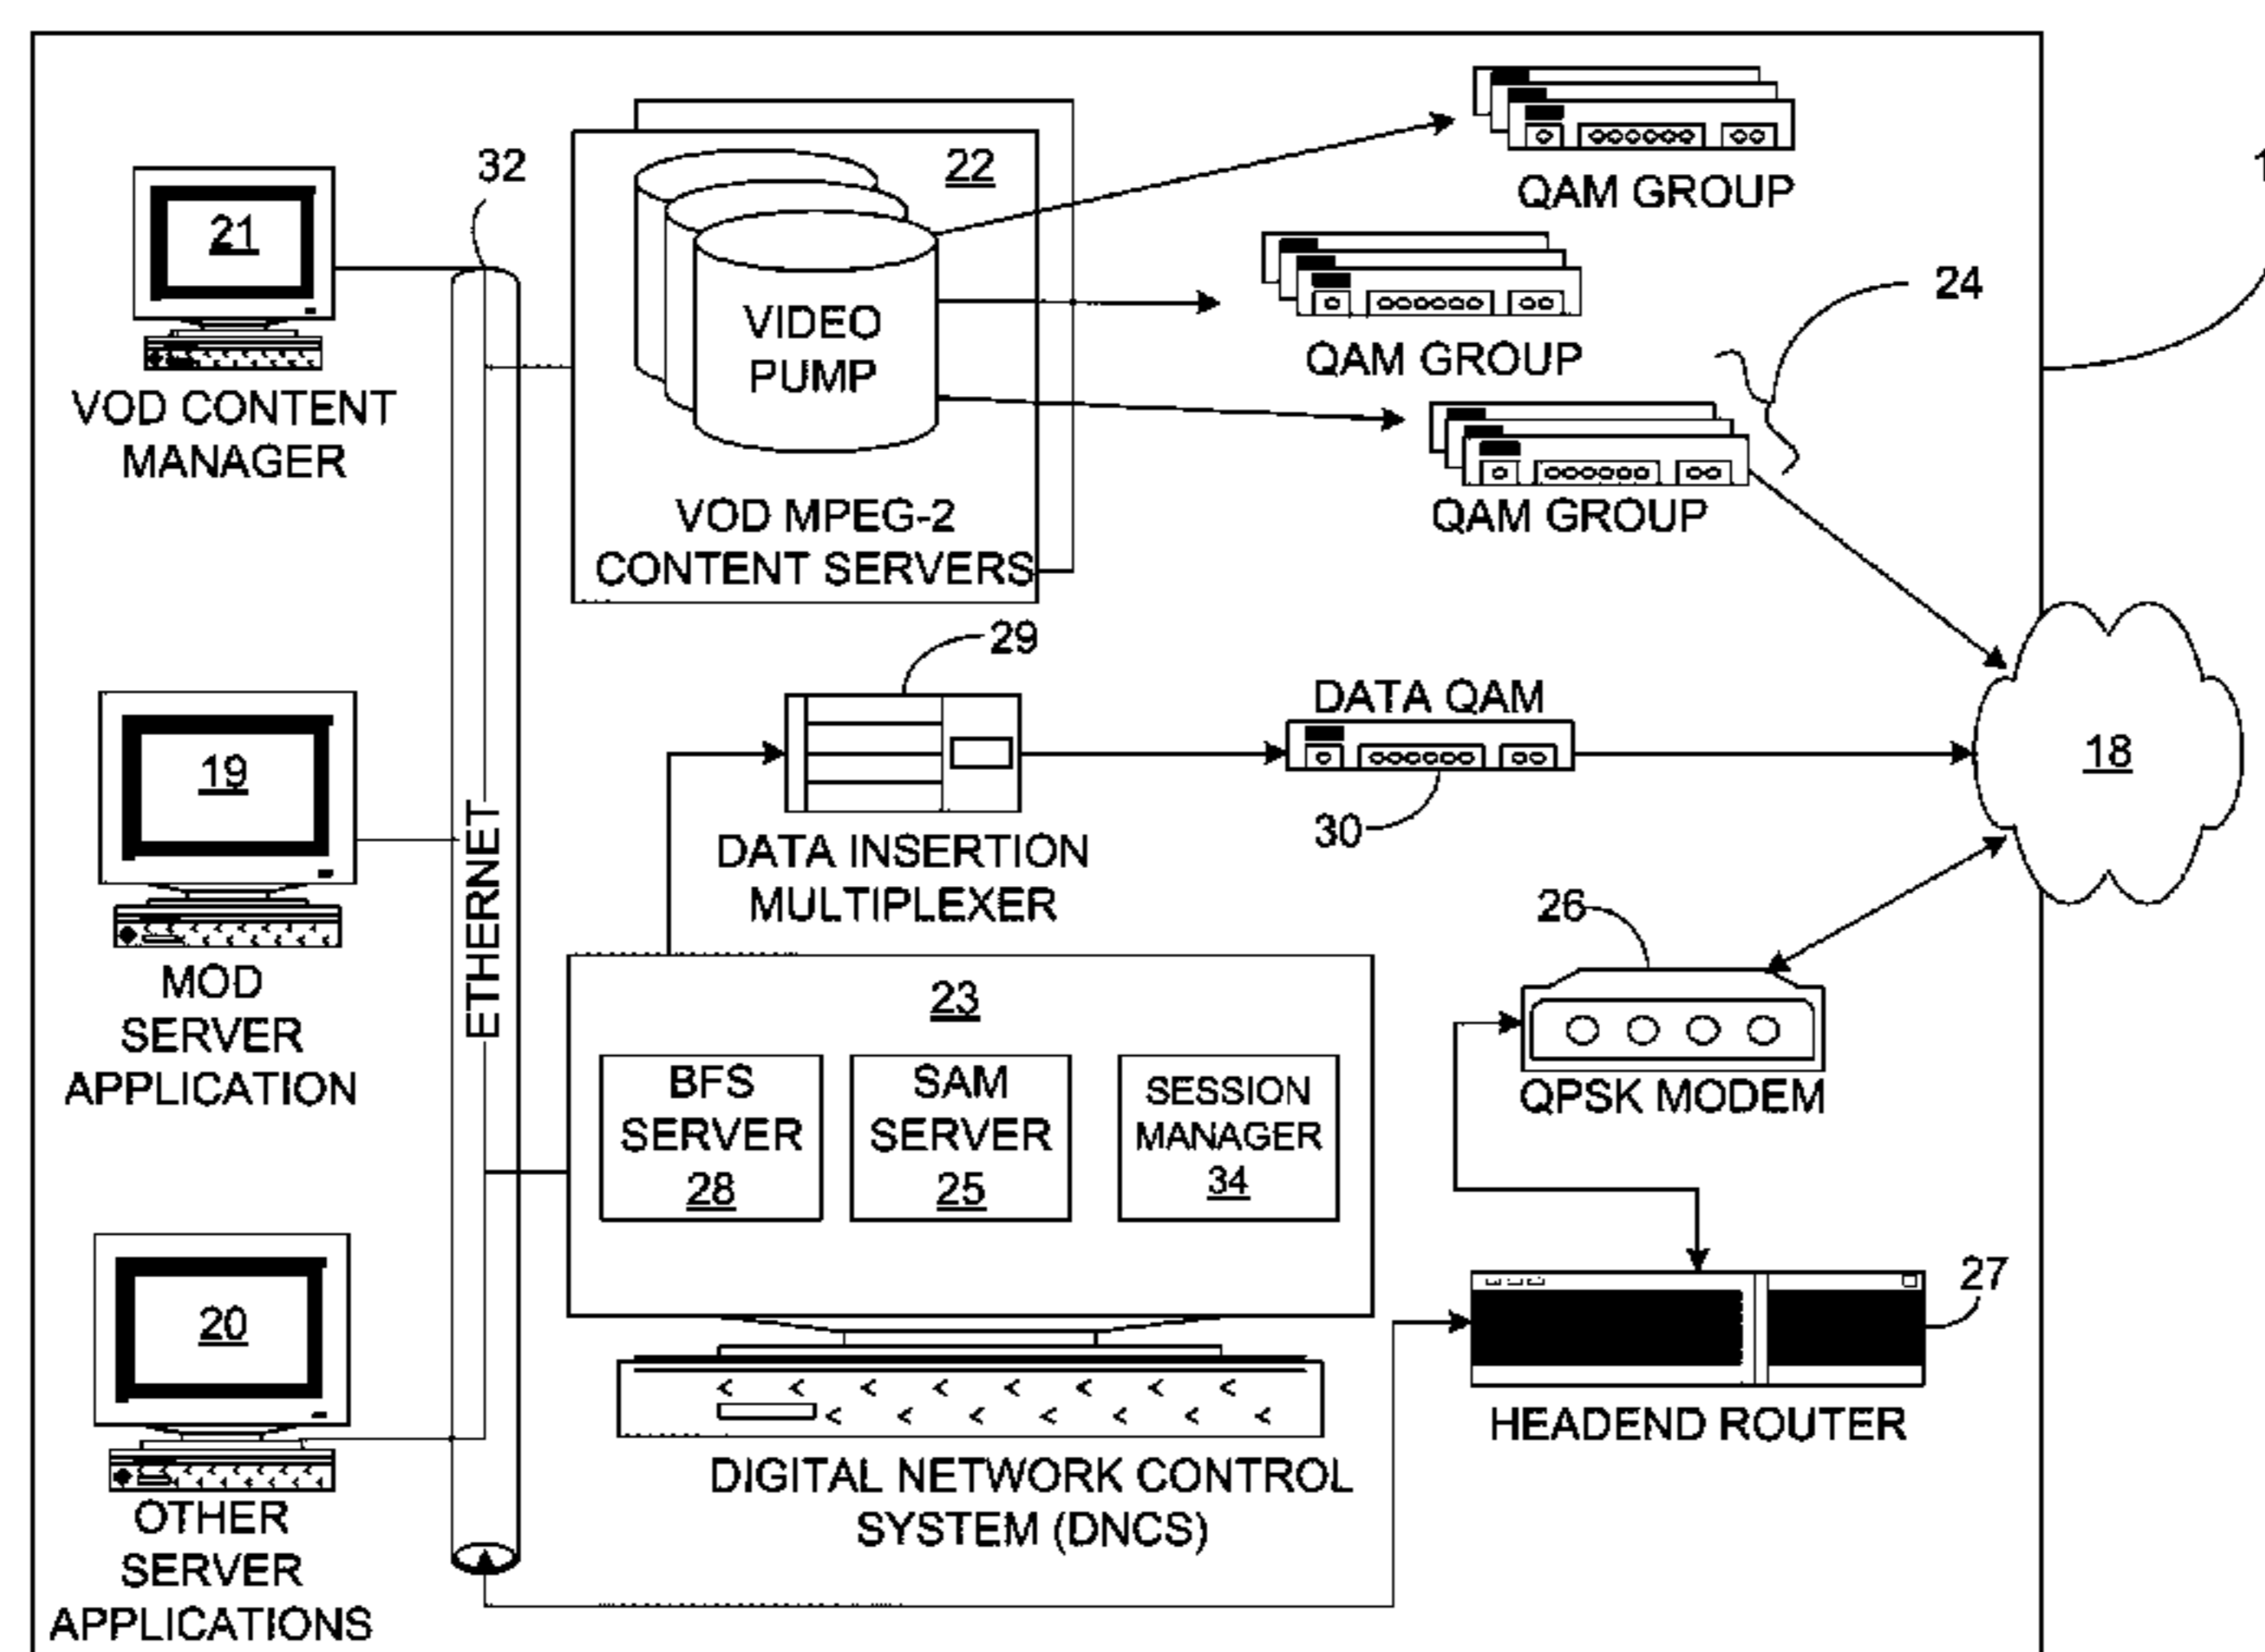 21
VOD CONTENT
MANAGER
32
22
VIDEO
PUMP
VOD MPEG-2
CONTENT SERVERS
QAM GROUP
QAM GROUP
24
QAM GROUP
1
19
MOD
SERVER
APPLICATION
ETHERNET
29
DATA INSERTION
MULTIPLEXER
DATA QAM
30
18
26
QPSK MODEM
23
BFS
SERVER
28
SAM
SERVER
25
SESSION
MANAGER
34
DIGITAL NETWORK CONTROL
SYSTEM (DNCS)
27
HEADEND ROUTER
20
OTHER
SERVER
APPLICATIONS